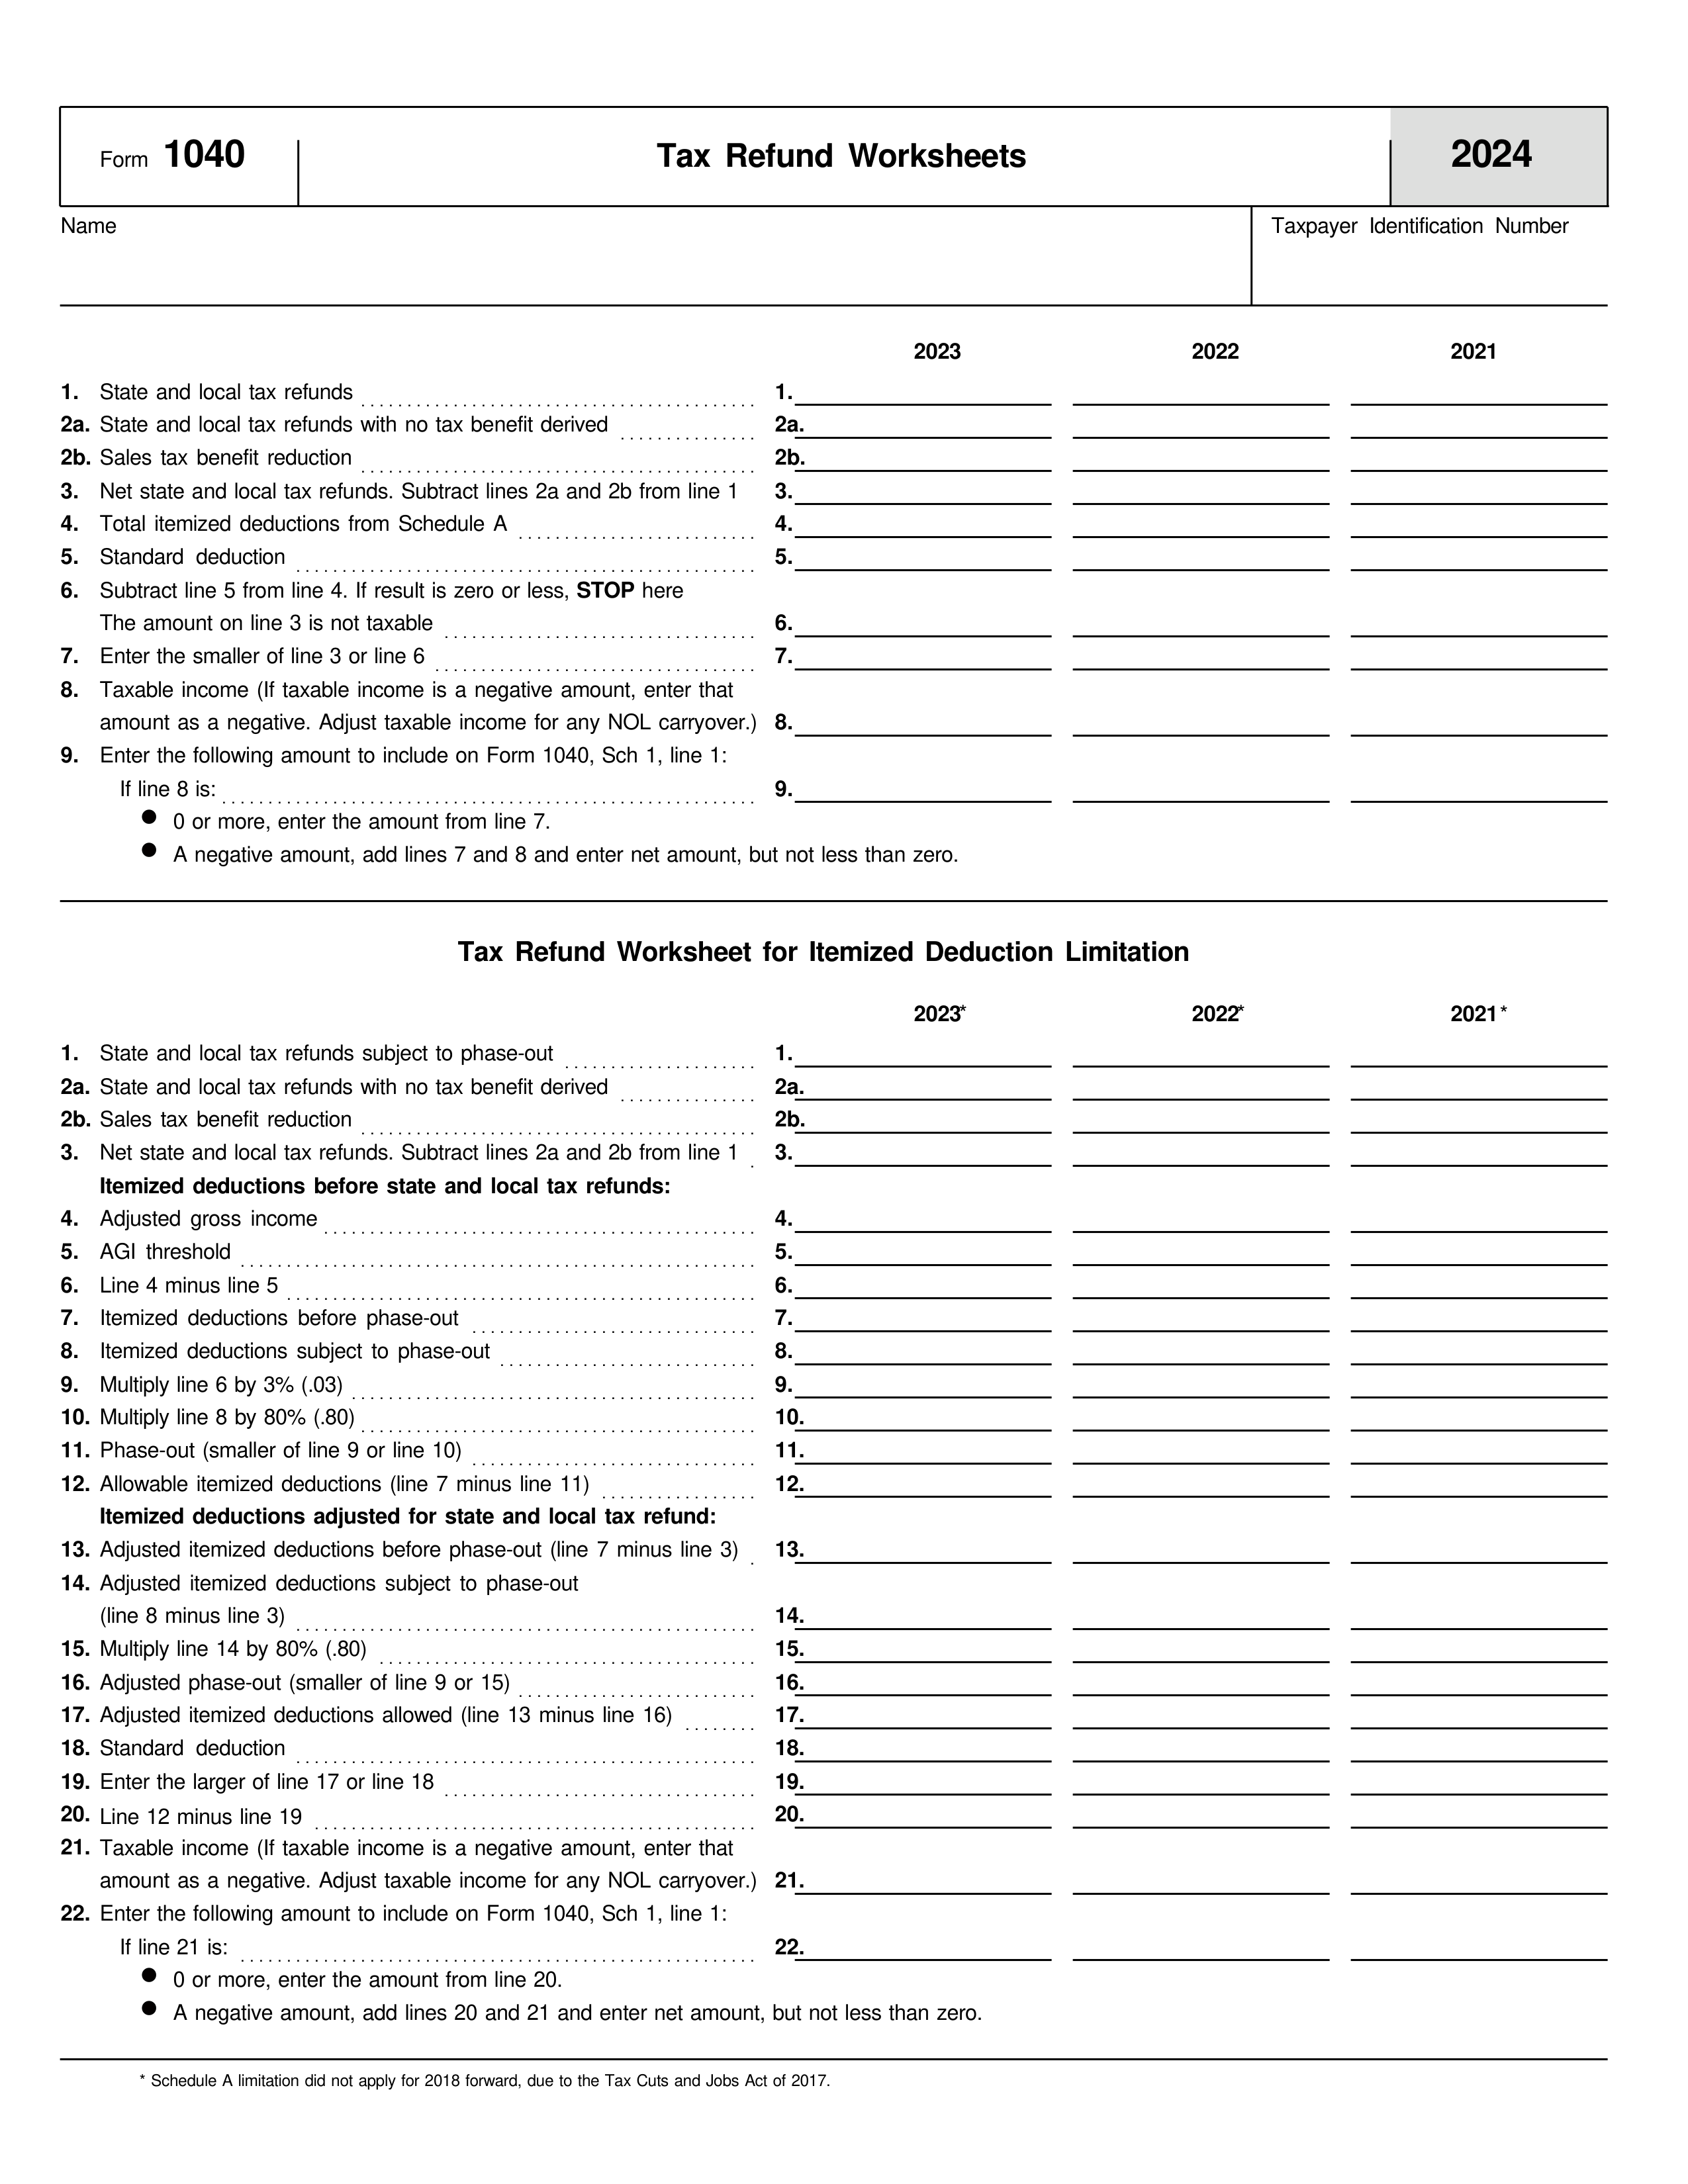 Form 1040 Tax Refund Worksheets 2024
Name Taxpayer Identification Number
2023 2022 2021
1. State and local tax refunds 1.
2a. State and local tax refunds with no tax benefit derived 2a.
2b. Sales tax benefit reduction 2b.
3. Net state and local tax refunds. Subtract lines 2a and 2b from line 1 3.
4. Total itemized deductions from Schedule A 4.
5. Standard deduction 5.
6. Subtract line 5 from line 4. If result is zero or less, STOP here
The amount on line 3 is not taxable 6.
7. Enter the smaller of line 3 or line 6 7.
8. Taxable income (If taxable income is a negative amount, enter that
amount as a negative. Adjust taxable income for any NOL carryover.) 8.
9. Enter the following amount to include on Form 1040, Sch 1, line 1:
If line 8 is: 9.
● 0 or more, enter the amount from line 7.
● A negative amount, add lines 7 and 8 and enter net amount, but not less than zero.
Tax Refund Worksheet for Itemized Deduction Limitation
2023* 2022* 2021*
1. State and local tax refunds subject to phase-out 1.
2a. State and local tax refunds with no tax benefit derived 2a.
2b. Sales tax benefit reduction 2b.
3. Net state and local tax refunds. Subtract lines 2a and 2b from line 1 3.
Itemized deductions before state and local tax refunds:
4. Adjusted gross income 4.
5. AGI threshold 5.
6. Line 4 minus line 5 6.
7. Itemized deductions before phase-out 7.
8. Itemized deductions subject to phase-out 8.
9. Multiply line 6 by 3% (.03) 9.
10. Multiply line 8 by 80% (.80) 10.
11. Phase-out (smaller of line 9 or line 10) 11.
12. Allowable itemized deductions (line 7 minus line 11) 12.
Itemized deductions adjusted for state and local tax refund:
13. Adjusted itemized deductions before phase-out (line 7 minus line 3) 13.
14. Adjusted itemized deductions subject to phase-out
(line 8 minus line 3) 14.
15. Multiply line 14 by 80% (.80) 15.
16. Adjusted phase-out (smaller of line 9 or 15) 16.
17. Adjusted itemized deductions allowed (line 13 minus line 16) 17.
18. Standard deduction 18.
19. Enter the larger of line 17 or line 18 19.
20. Line 12 minus line 19 20.
21. Taxable income (If taxable income is a negative amount, enter that
amount as a negative. Adjust taxable income for any NOL carryover.) 21.
22. Enter the following amount to include on Form 1040, Sch 1, line 1:
If line 21 is: 22.
● 0 or more, enter the amount from line 20.
● A negative amount, add lines 20 and 21 and enter net amount, but not less than zero.
* Schedule A limitation did not apply for 2018 forward, due to the Tax Cuts and Jobs Act of 2017.